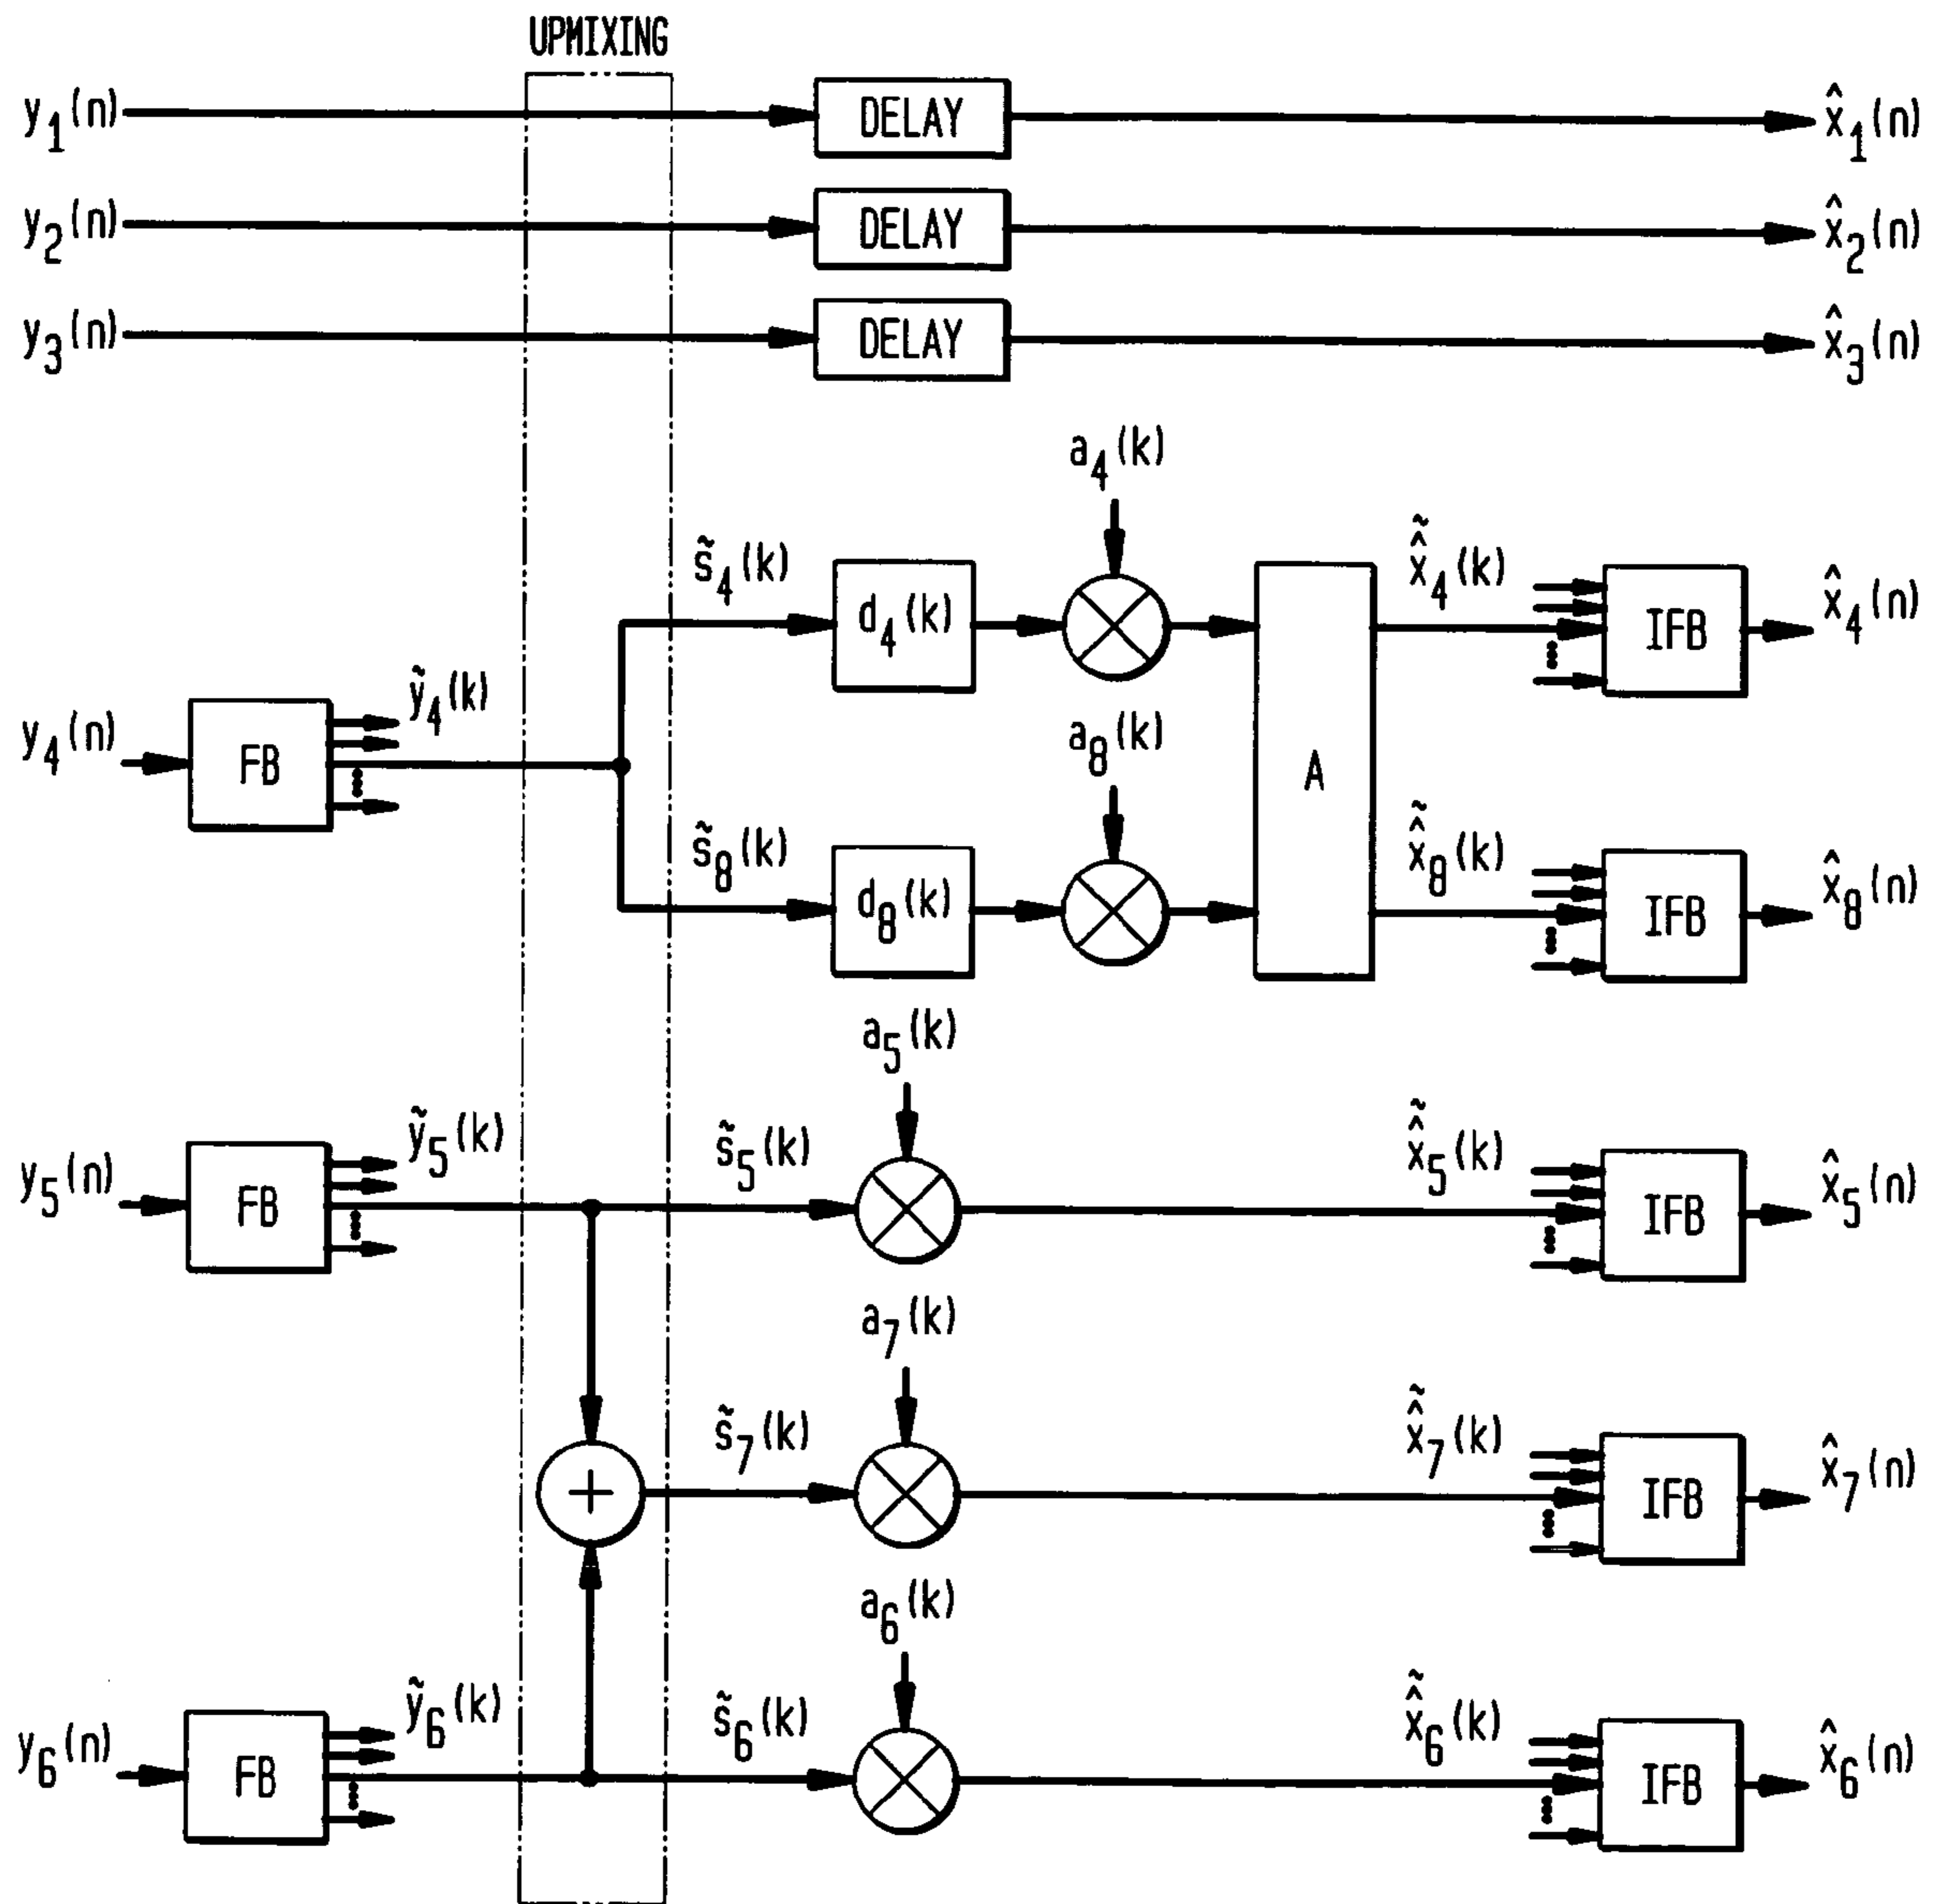 UPMIXING
y₁(n) DELAY x̂₁(n)
y₂(n) DELAY x̂₂(n)
y₃(n) DELAY x̂₃(n)
a₄(k)
s̃₄(k) x̂̃₄(k)
d₄(k) IFB x̂₄(n)
ỹ₄(k)
y₄(n) FB a₈(k) A
s̃₈(k) x̂̃₈(k)
d₈(k) IFB x̂₈(n)
a₅(k)
ỹ₅(k) s̃₅(k) x̂̃₅(k)
y₅(n) FB IFB x̂₅(n)
a₇(k)
s̃₇(k) x̂̃₇(k)
+ IFB x̂₇(n)
a₆(k)
ỹ₆(k) s̃₆(k) x̂̃₆(k)
y₆(n) FB IFB x̂₆(n)